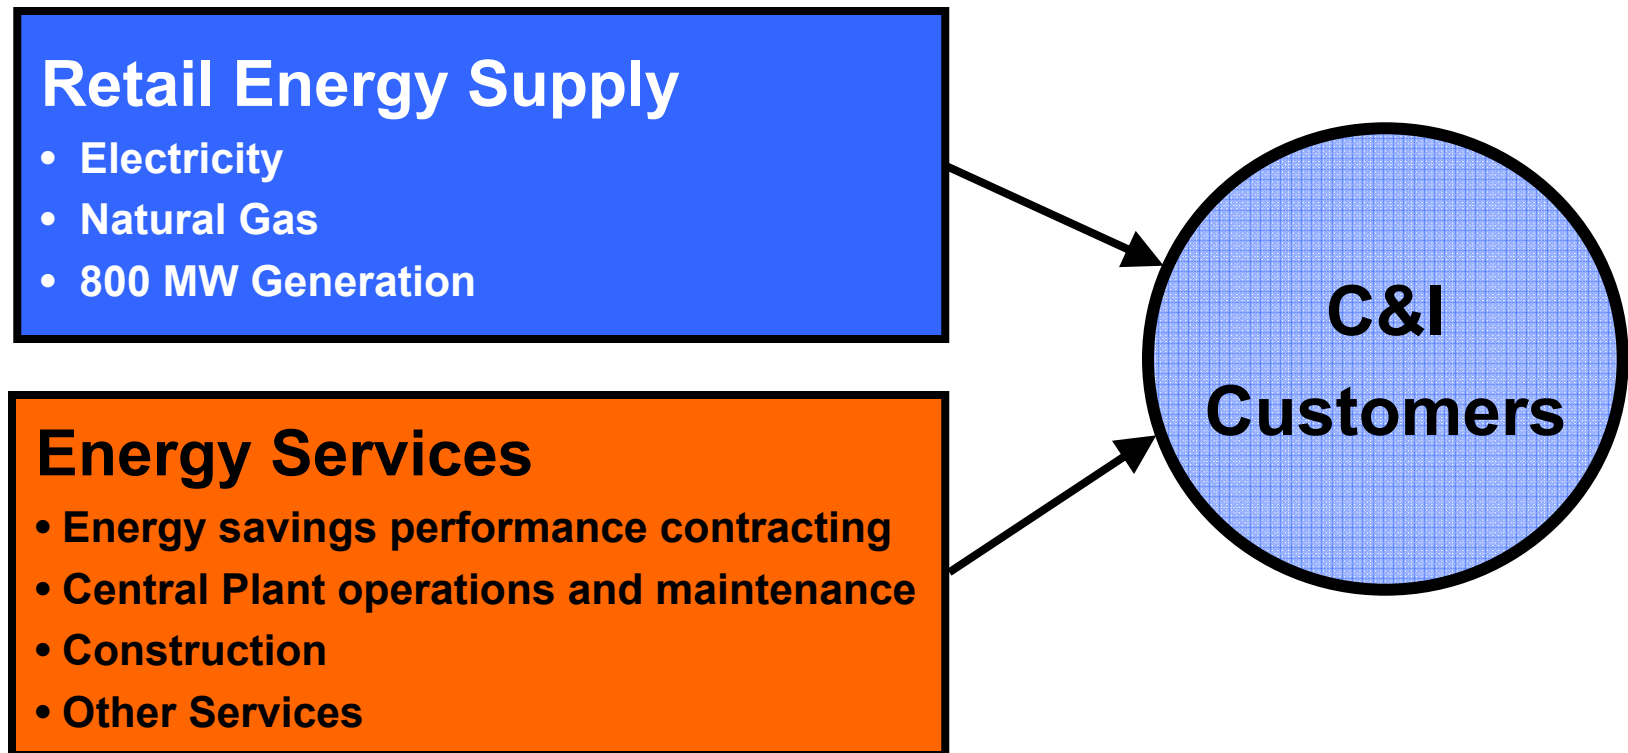 Retail Energy Supply
• Electricity
• Natural Gas
• 800 MW Generation
Energy Services
• Energy savings performance contracting
• Central Plant operations and maintenance
• Construction
• Other Services
C&I
Customers